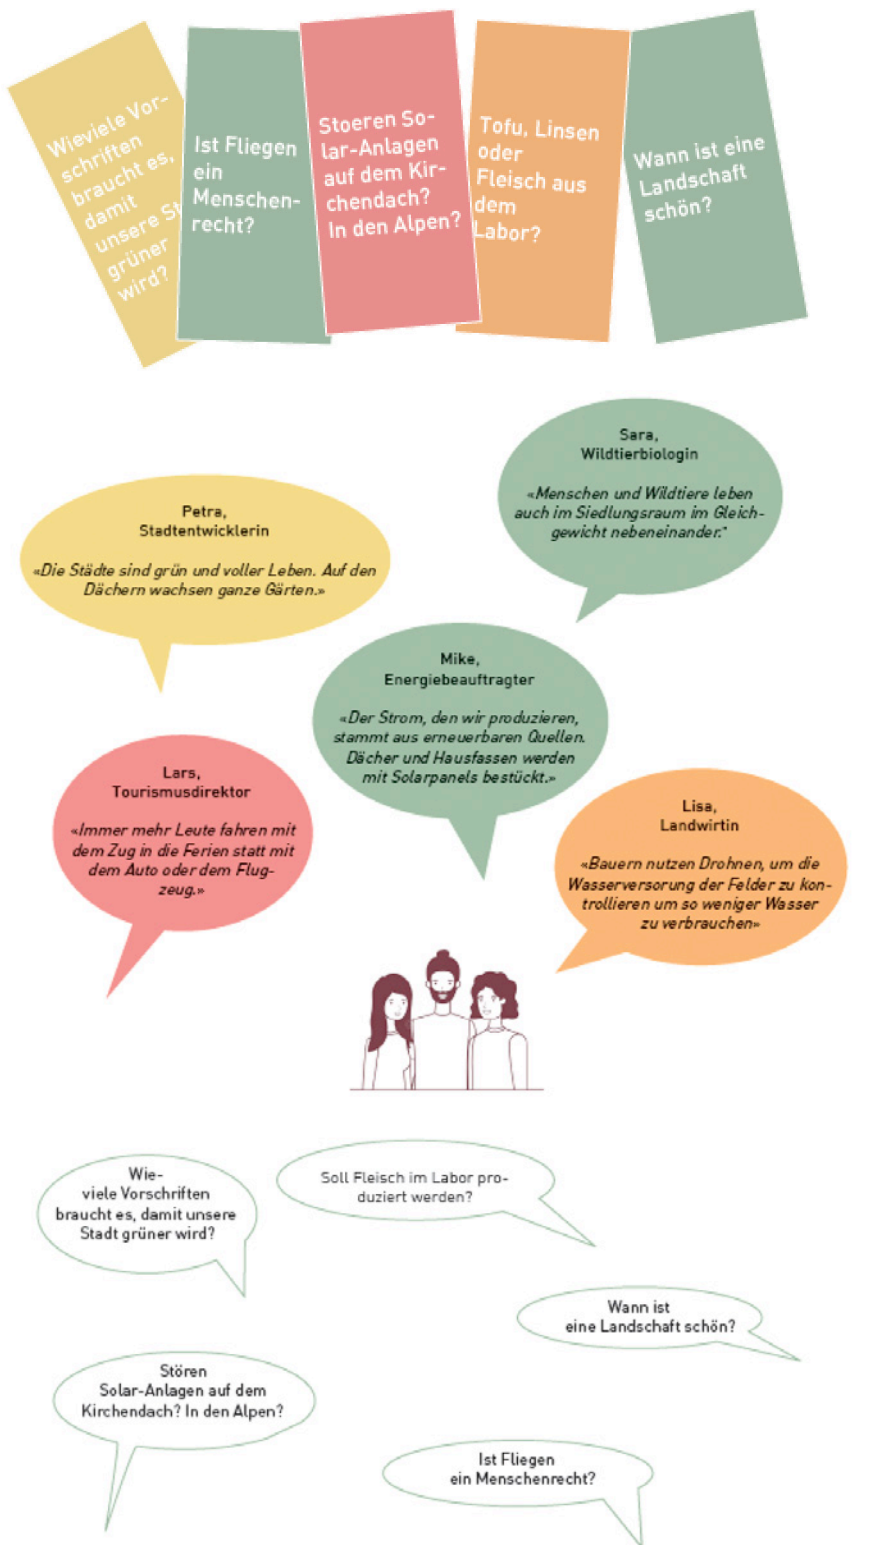 Wieviele Vor-
schriften
braucht es,
damit
unsere St
grüner
wird?
Ist Fliegen
ein
Menschen-
recht?
Stoeren So-
lar-Anlagen
auf dem Kir-
chendach?
In den Alpen?
Tofu, Linsen
oder
Fleisch aus
dem
Labor?
Wann ist eine
Landschaft
schön?
Sara,
Wildtierbiologin
«Menschen und Wildtiere leben
auch im Siedlungsraum im Gleich-
gewicht nebeneinander."
Petra,
Stadtentwicklerin
«Die Städte sind grün und voller Leben. Auf den
Dächern wachsen ganze Gärten.»
Mike,
Energiebeauftragter
«Der Strom, den wir produzieren,
stammt aus erneuerbaren Quellen.
Dächer und Hausfassen werden
mit Solarpanels bestückt.»
Lars,
Tourismusdirektor
«Immer mehr Leute fahren mit
dem Zug in die Ferien statt mit
dem Auto oder dem Flug-
zeug.»
Lisa,
Landwirtin
«Bauern nutzen Drohnen, um die
Wasserversorung der Felder zu kon-
trollieren um so weniger Wasser
zu verbrauchen»
Wie-
viele Vorschriften
braucht es, damit unsere
Stadt grüner wird?
Soll Fleisch im Labor pro-
duziert werden?
Wann ist
eine Landschaft schön?
Stören
Solar-Anlagen auf dem
Kirchendach? In den Alpen?
Ist Fliegen
ein Menschenrecht?